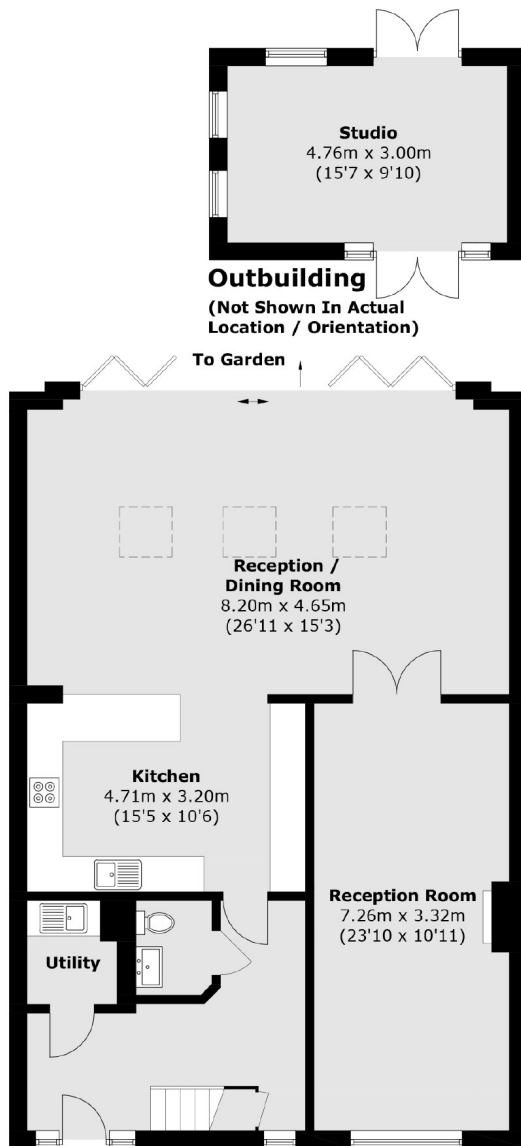 Studio
4.76m x 3.00m
(15'7 x 9'10)
Outbuilding
(Not Shown In Actual
Location / Orientation)
To Garden
Reception /
Dining Room
8.20m x 4.65m
(26'11 x 15'3)
Kitchen
4.71m x 3.20m
(15'5 x 10'6)
Reception Room
7.26m x 3.32m
(23'10 x 10'11)
Utility